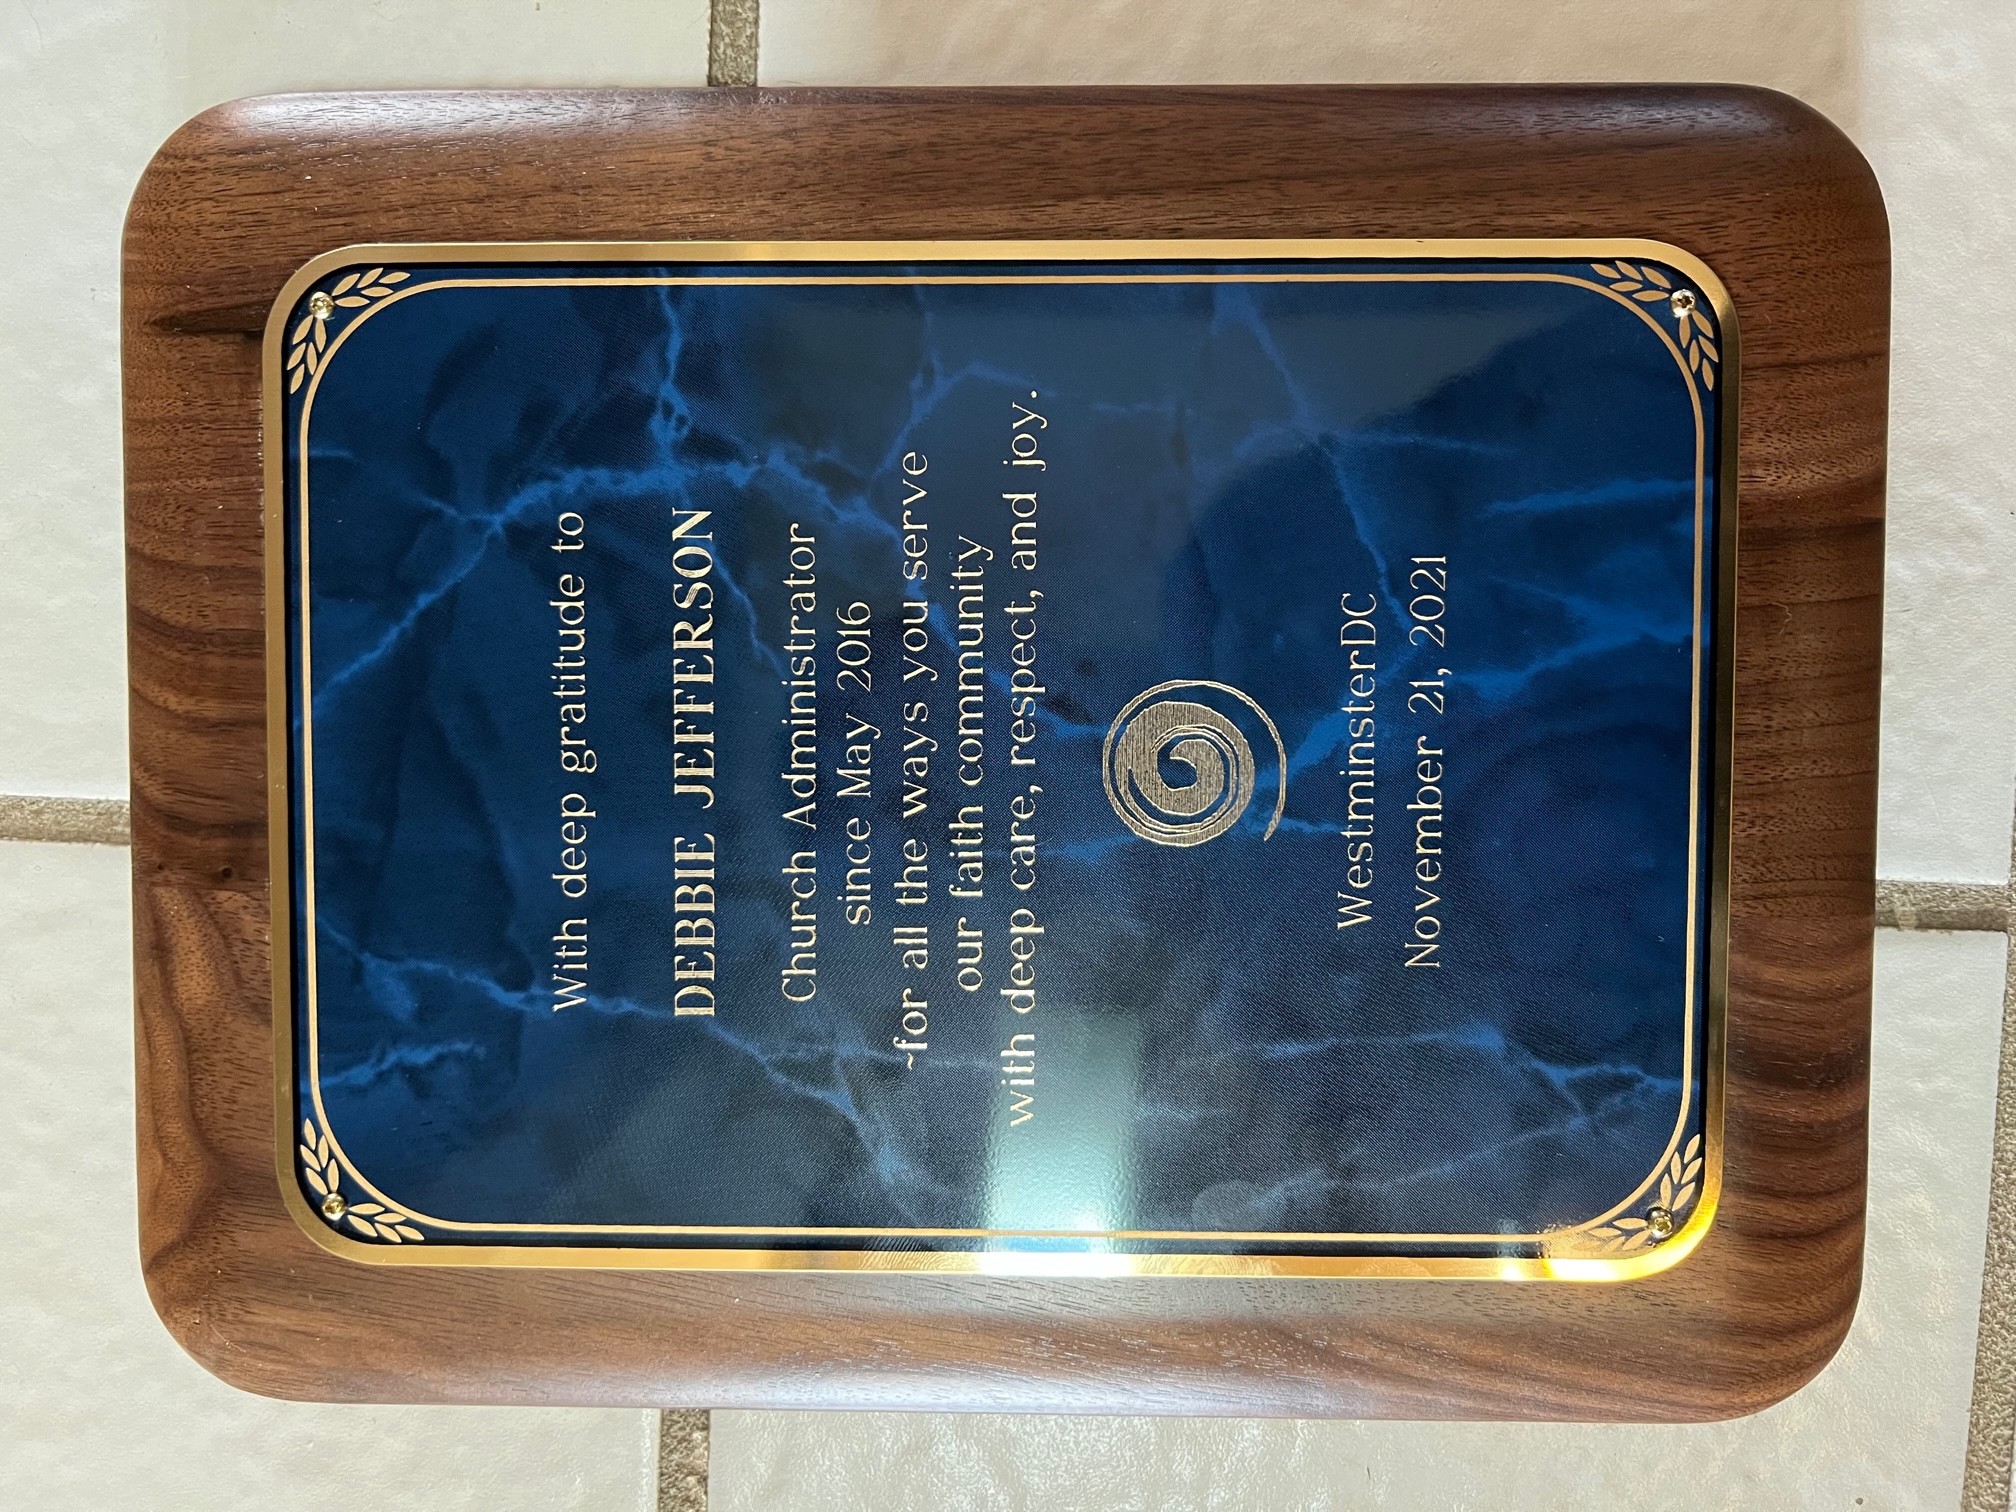 With deep gratitude to
DEBBIE JEFFERSON
Church Administrator
since May 2016
~for all the ways you serve
our faith community
with deep care, respect, and joy.
WestminsterDC
November 21, 2021